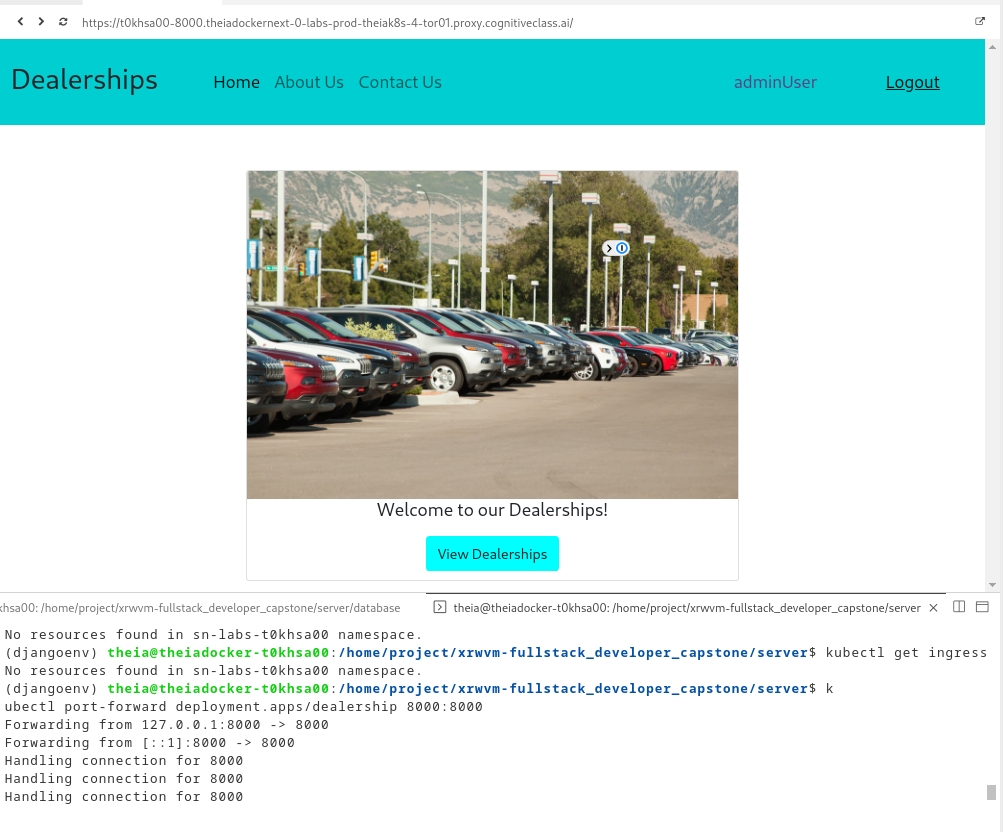 https://t0khsa00-8000.theiadockernext-0-labs-prod-theiak8s-4-tor01.proxy.cognitiveclass.ai/
Dealerships Home About Us Contact Us adminUser Logout
Welcome to our Dealerships!
View Dealerships
khsa00: /home/project/xrwvm-fullstack_developer_capstone/server/database theia@theiadocker-t0khsa00: /home/project/xrwvm-fullstack_developer_capstone/server
No resources found in sn-labs-t0khsa00 namespace.
(djangoenv) theia@theiadocker-t0khsa00:/home/project/xrwvm-fullstack_developer_capstone/server$ kubectl get ingress
No resources found in sn-labs-t0khsa00 namespace.
(djangoenv) theia@theiadocker-t0khsa00:/home/project/xrwvm-fullstack_developer_capstone/server$ k
ubectl port-forward deployment.apps/dealership 8000:8000
Forwarding from 127.0.0.1:8000 -> 8000
Forwarding from [::1]:8000 -> 8000
Handling connection for 8000
Handling connection for 8000
Handling connection for 8000